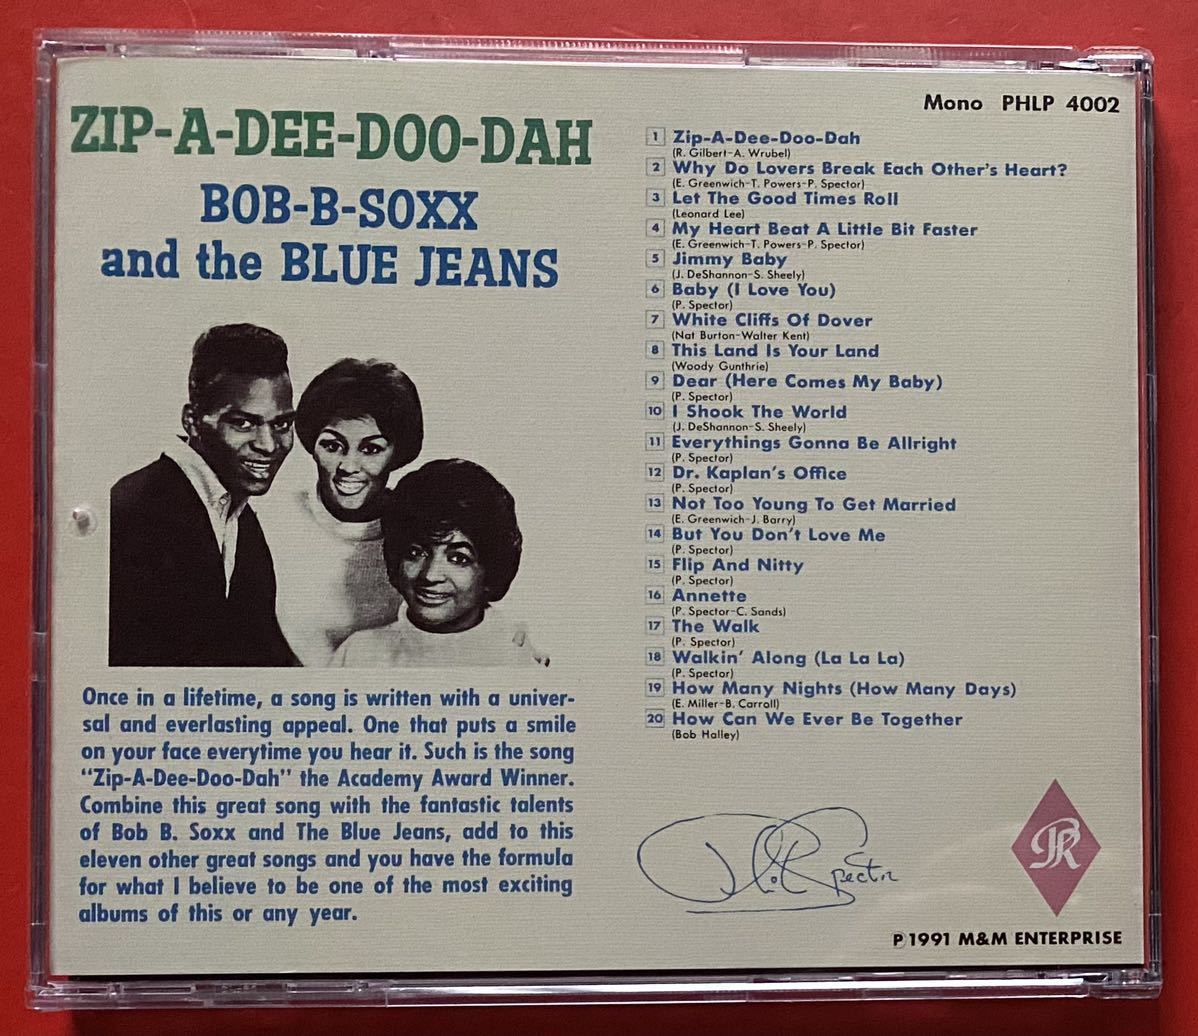 ZIP-A-DEE-DOO-DAH
BOB-B-SOXX
and the BLUE JEANS
Once in a lifetime, a song is written with a univer-
sal and everlasting appeal. One that puts a smile
on your face everytime you hear it. Such is the song
"Zip-A-Dee-Doo-Dah" the Academy Award Winner.
Combine this great song with the fantastic talents
of Bob B. Soxx and The Blue Jeans, add to this
eleven other great songs and you have the formula
for what I believe to be one of the most exciting
albums of this or any year.
Mono PHLP 4002
1 Zip-A-Dee-Doo-Dah
(R. Gilbert-A. Wrubel)
2 Why Do Lovers Break Each Other's Heart?
(E. Greenwich-T. Powers-P. Spector)
3 Let The Good Times Roll
(Leonard Lee)
4 My Heart Beat A Little Bit Faster
(E. Greenwich-T. Powers-P. Spector)
5 Jimmy Baby
(J. DeShannon-S. Sheely)
6 Baby (I Love You)
(P. Spector)
7 White Cliffs Of Dover
(Nat Burton-Walter Kent)
8 This Land Is Your Land
(Woody Gunthrie)
9 Dear (Here Comes My Baby)
(P. Spector)
10 I Shook The World
(J. DeShannon-S. Sheely)
11 Everythings Gonna Be Allright
(P. Spector)
12 Dr. Kaplan's Office
(P. Spector)
13 Not Too Young To Get Married
(E. Greenwich-J. Barry)
14 But You Don't Love Me
(P. Spector)
15 Flip And Nitty
(P. Spector)
16 Annette
(P. Spector-C. Sands)
17 The Walk
(P. Spector)
18 Walkin' Along (La La La)
(P. Spector)
19 How Many Nights (How Many Days)
(E. Miller-B. Carroll)
20 How Can We Ever Be Together
(Bob Halley)
Phil Spector
PR
℗1991 M&M ENTERPRISE